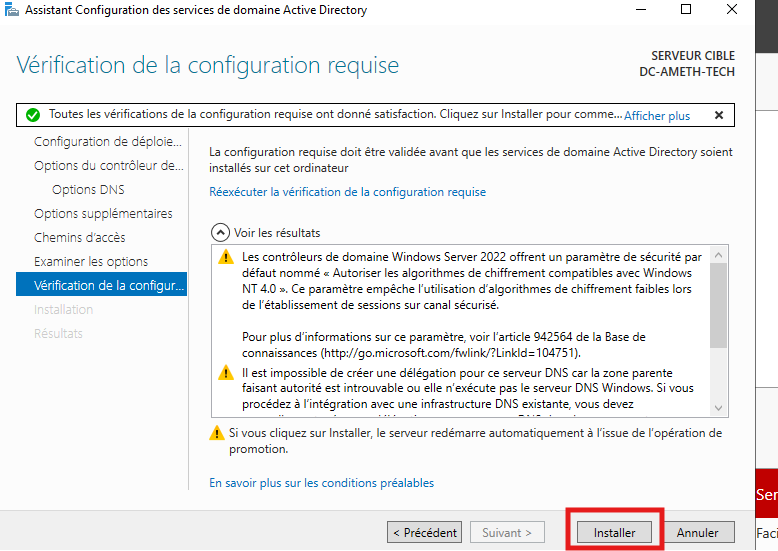 Assistant Configuration des services de domaine Active Directory
Vérification de la configuration requise
SERVEUR CIBLE
DC-AMETH-TECH
Toutes les vérifications de la configuration requise ont donné satisfaction. Cliquez sur Installer pour comme... Afficher plus
Configuration de déploie...
Options du contrôleur de...
Options DNS
Options supplémentaires
Chemins d'accès
Examiner les options
Vérification de la configur...
Installation
Résultats
La configuration requise doit être validée avant que les services de domaine Active Directory soient
installés sur cet ordinateur
Réexécuter la vérification de la configuration requise
Voir les résultats
Les contrôleurs de domaine Windows Server 2022 offrent un paramètre de sécurité par
défaut nommé « Autoriser les algorithmes de chiffrement compatibles avec Windows
NT 4.0 ». Ce paramètre empêche l'utilisation d'algorithmes de chiffrement faibles lors
de l'établissement de sessions sur canal sécurisé.
Pour plus d'informations sur ce paramètre, voir l'article 942564 de la Base de
connaissances (http://go.microsoft.com/fwlink/?LinkId=104751).
Il est impossible de créer une délégation pour ce serveur DNS car la zone parente
faisant autorité est introuvable ou elle n'exécute pas le serveur DNS Windows. Si vous
procédez à l'intégration avec une infrastructure DNS existante, vous devez
Si vous cliquez sur Installer, le serveur redémarre automatiquement à l'issue de l'opération de
promotion.
En savoir plus sur les conditions préalables
< Précédent
Suivant >
Installer
Annuler
Ser
Faci